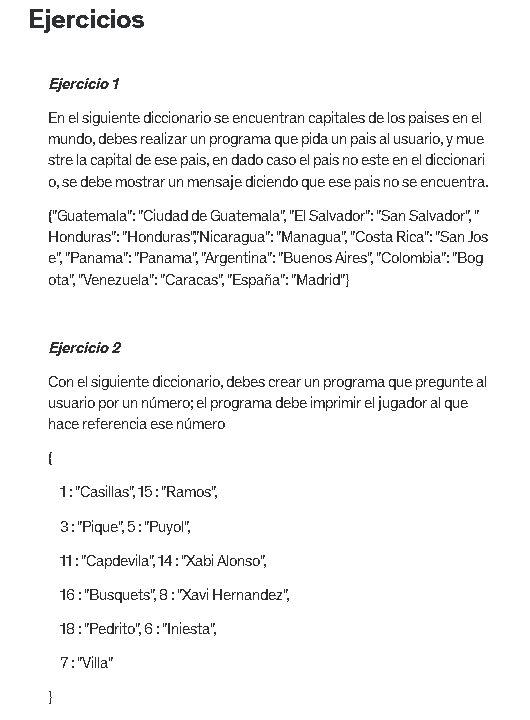 Ejercicios
Ejercicio 1
En el siguiente diccionario se encuentran capitales de los paises en el
mundo, debes realizar un programa que pida un pais al usuario, y mue
stre la capital de ese pais, en dado caso el pais no este en el diccionari
o, se debe mostrar un mensaje diciendo que ese pais no se encuentra.
{"Guatemala": "Ciudad de Guatemala", "El Salvador": "San Salvador", "
Honduras": "Honduras","Nicaragua": "Managua", "Costa Rica": "San Jos
e", "Panama": "Panama", "Argentina": "Buenos Aires", "Colombia": "Bog
ota", "Venezuela": "Caracas", "España": "Madrid"}
Ejercicio 2
Con el siguiente diccionario, debes crear un programa que pregunte al
usuario por un número; el programa debe imprimir el jugador al que
hace referencia ese número
{
1 : "Casillas", 15 : "Ramos",
3 : "Pique", 5 : "Puyol",
11 : "Capdevila", 14 : "Xabi Alonso",
16 : "Busquets", 8 : "Xavi Hernandez",
18 : "Pedrito", 6 : "Iniesta",
7 : "Villa"
}